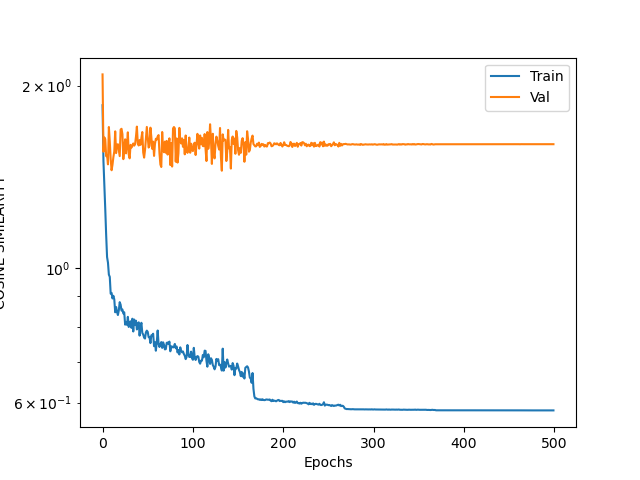 Train
Val
2 × 10⁰
10⁰
6 × 10⁻¹
COSINE SIMILARITY
0 100 200 300 400 500
Epochs